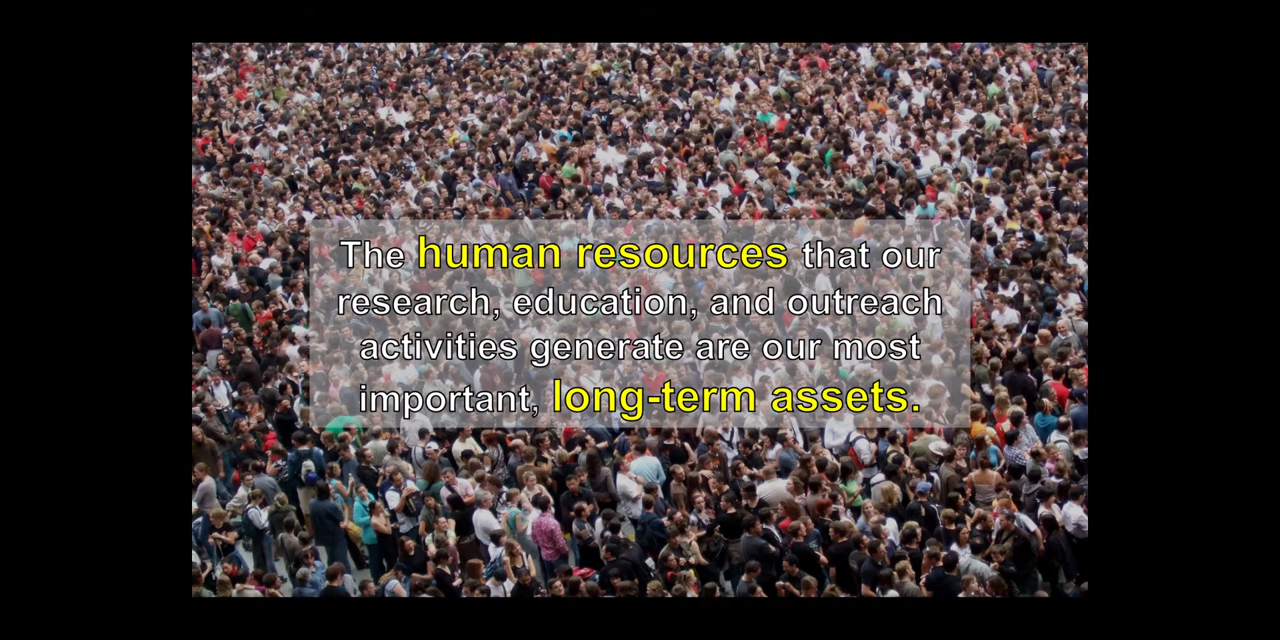 The human resources that our
research, education, and outreach
activities generate are our most
important, long-term assets.